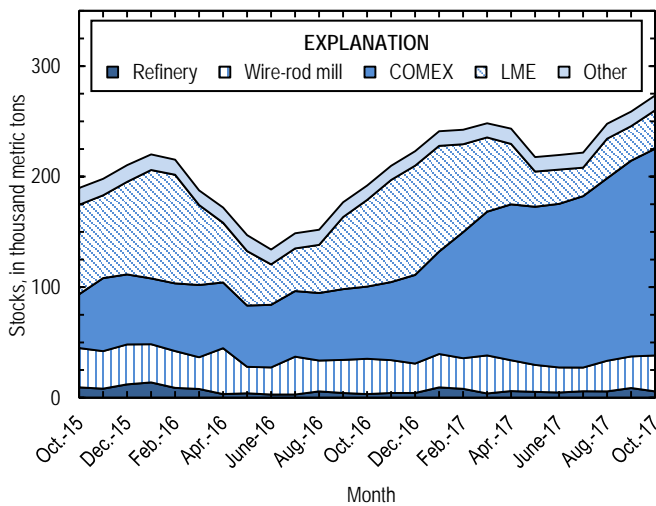 EXPLANATION
Refinery Wire-rod mill COMEX LME Other
Stocks, in thousand metric tons
300
200
100
0
Oct.-15 Dec.-15 Feb.-16 Apr.-16 June-16 Aug.-16 Oct.-16 Dec.-16 Feb.-17 Apr.-17 June-17 Aug.-17 Oct.-17
Month